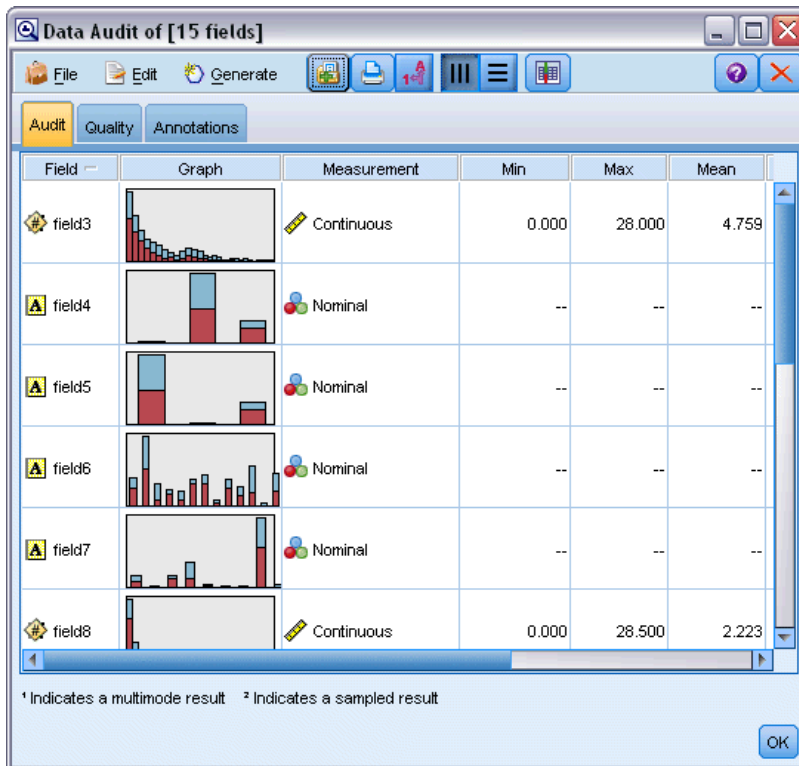 Data Audit of [15 fields]
File Edit Generate
Audit Quality Annotations
Field Graph Measurement Min Max Mean
field3 Continuous 0.000 28.000 4.759
A field4 Nominal -- -- --
A field5 Nominal -- -- --
A field6 Nominal -- -- --
A field7 Nominal -- -- --
field8 Continuous 0.000 28.500 2.223
¹ Indicates a multimode result ² Indicates a sampled result
OK